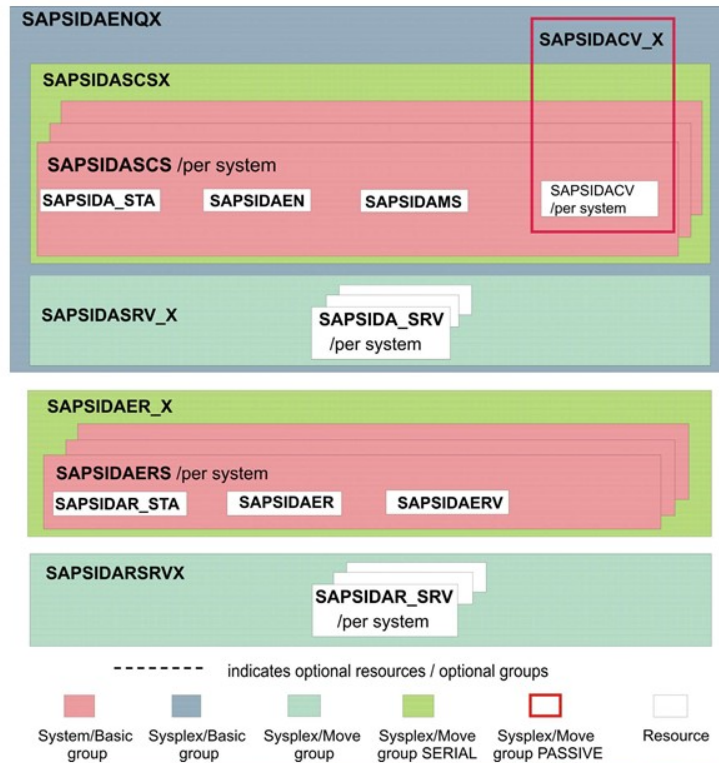 SAPSIDAENQX
SAPSIDACV_X
SAPSIDASCSX
SAPSIDASCS /per system
SAPSIDA_STA
SAPSIDAEN
SAPSIDAMS
SAPSIDACV
/per system
SAPSIDASRV_X
SAPSIDA_SRV
/per system
SAPSIDAER_X
SAPSIDAERS /per system
SAPSIDAR_STA
SAPSIDAER
SAPSIDAERV
SAPSIDARSRVX
SAPSIDAR_SRV
/per system
indicates optional resources / optional groups
System/Basic
group
Sysplex/Basic
group
Sysplex/Move
group
Sysplex/Move
group SERIAL
Sysplex/Move
group PASSIVE
Resource